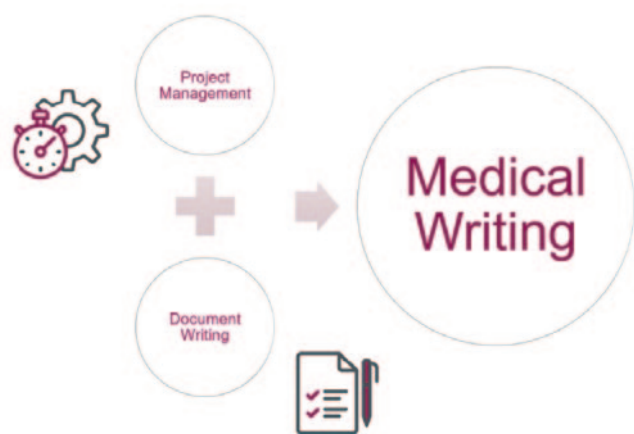 Project
Management
Document
Writing
Medical
Writing